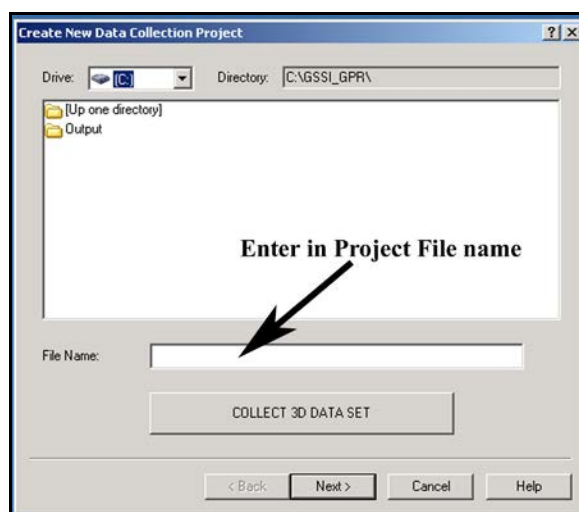 Create New Data Collection Project
Drive: [C:] Directory: C:\GSSI_GPR\
[Up one directory]
Output
Enter in Project File name
File Name:
COLLECT 3D DATA SET
< Back Next > Cancel Help